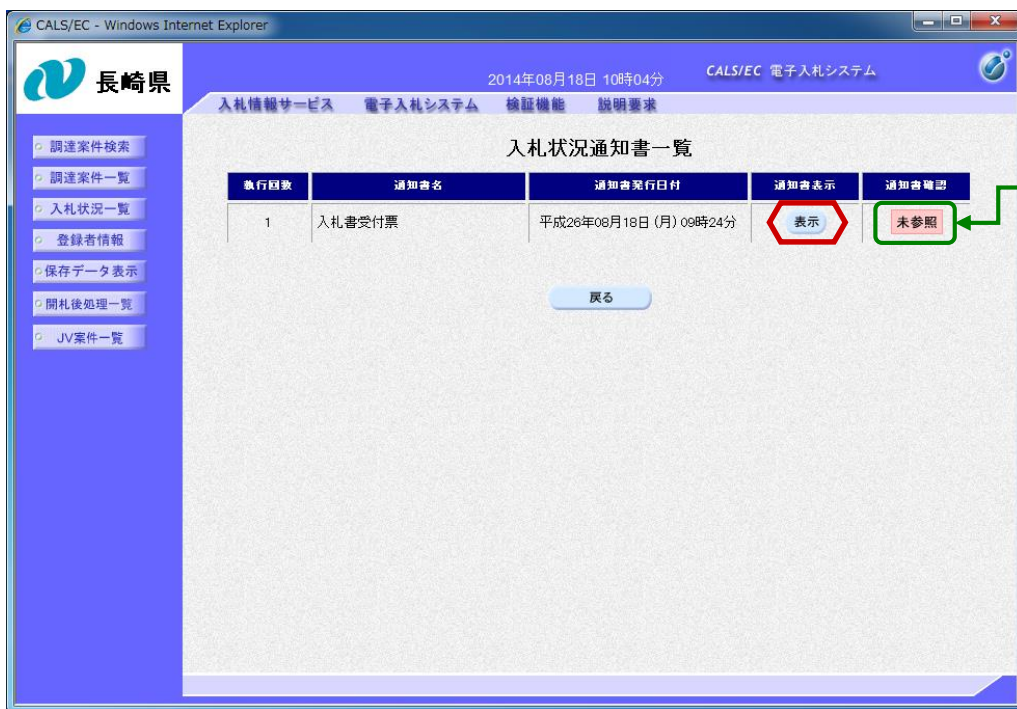 CALS/EC - Windows Internet Explorer
長崎県
2014年08月18日 10時04分
CALS/EC 電子入札システム
入札情報サービス 電子入札システム 検証機能 説明要求
調達案件検索
調達案件一覧
入札状況一覧
登録者情報
保存データ表示
開札後処理一覧
JV案件一覧
入札状況通知書一覧
執行回数 通知書名 通知書発行日付 通知書表示 通知書確認
1 入札書受付票 平成26年08月18日 (月) 09時24分 表示 未参照
戻る